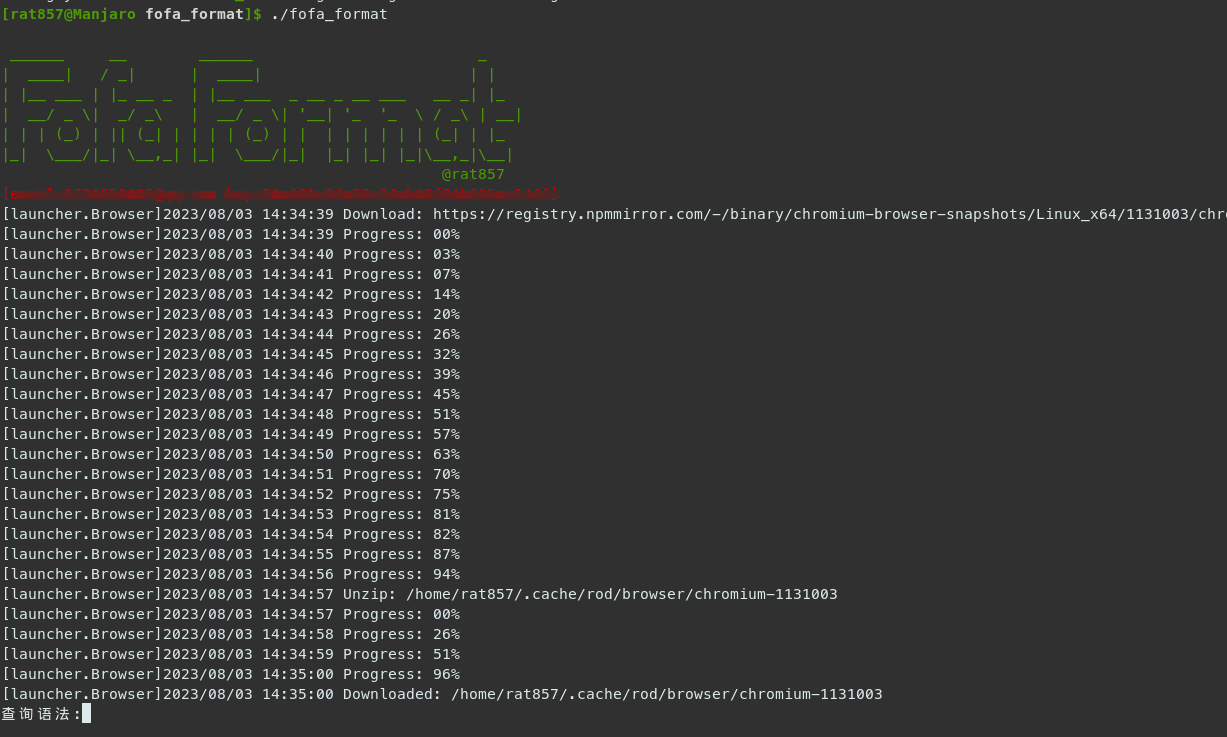 [rat857@Manjaro fofa_format]$ ./fofa_format
Fofa Format
@rat857
[launcher.Browser]2023/08/03 14:34:39 Download: https://registry.npmmirror.com/-/binary/chromium-browser-snapshots/Linux_x64/1131003/chr
[launcher.Browser]2023/08/03 14:34:39 Progress: 00%
[launcher.Browser]2023/08/03 14:34:40 Progress: 03%
[launcher.Browser]2023/08/03 14:34:41 Progress: 07%
[launcher.Browser]2023/08/03 14:34:42 Progress: 14%
[launcher.Browser]2023/08/03 14:34:43 Progress: 20%
[launcher.Browser]2023/08/03 14:34:44 Progress: 26%
[launcher.Browser]2023/08/03 14:34:45 Progress: 32%
[launcher.Browser]2023/08/03 14:34:46 Progress: 39%
[launcher.Browser]2023/08/03 14:34:47 Progress: 45%
[launcher.Browser]2023/08/03 14:34:48 Progress: 51%
[launcher.Browser]2023/08/03 14:34:49 Progress: 57%
[launcher.Browser]2023/08/03 14:34:50 Progress: 63%
[launcher.Browser]2023/08/03 14:34:51 Progress: 70%
[launcher.Browser]2023/08/03 14:34:52 Progress: 75%
[launcher.Browser]2023/08/03 14:34:53 Progress: 81%
[launcher.Browser]2023/08/03 14:34:54 Progress: 82%
[launcher.Browser]2023/08/03 14:34:55 Progress: 87%
[launcher.Browser]2023/08/03 14:34:56 Progress: 94%
[launcher.Browser]2023/08/03 14:34:57 Unzip: /home/rat857/.cache/rod/browser/chromium-1131003
[launcher.Browser]2023/08/03 14:34:57 Progress: 00%
[launcher.Browser]2023/08/03 14:34:58 Progress: 26%
[launcher.Browser]2023/08/03 14:34:59 Progress: 51%
[launcher.Browser]2023/08/03 14:35:00 Progress: 96%
[launcher.Browser]2023/08/03 14:35:00 Downloaded: /home/rat857/.cache/rod/browser/chromium-1131003
查询语法: